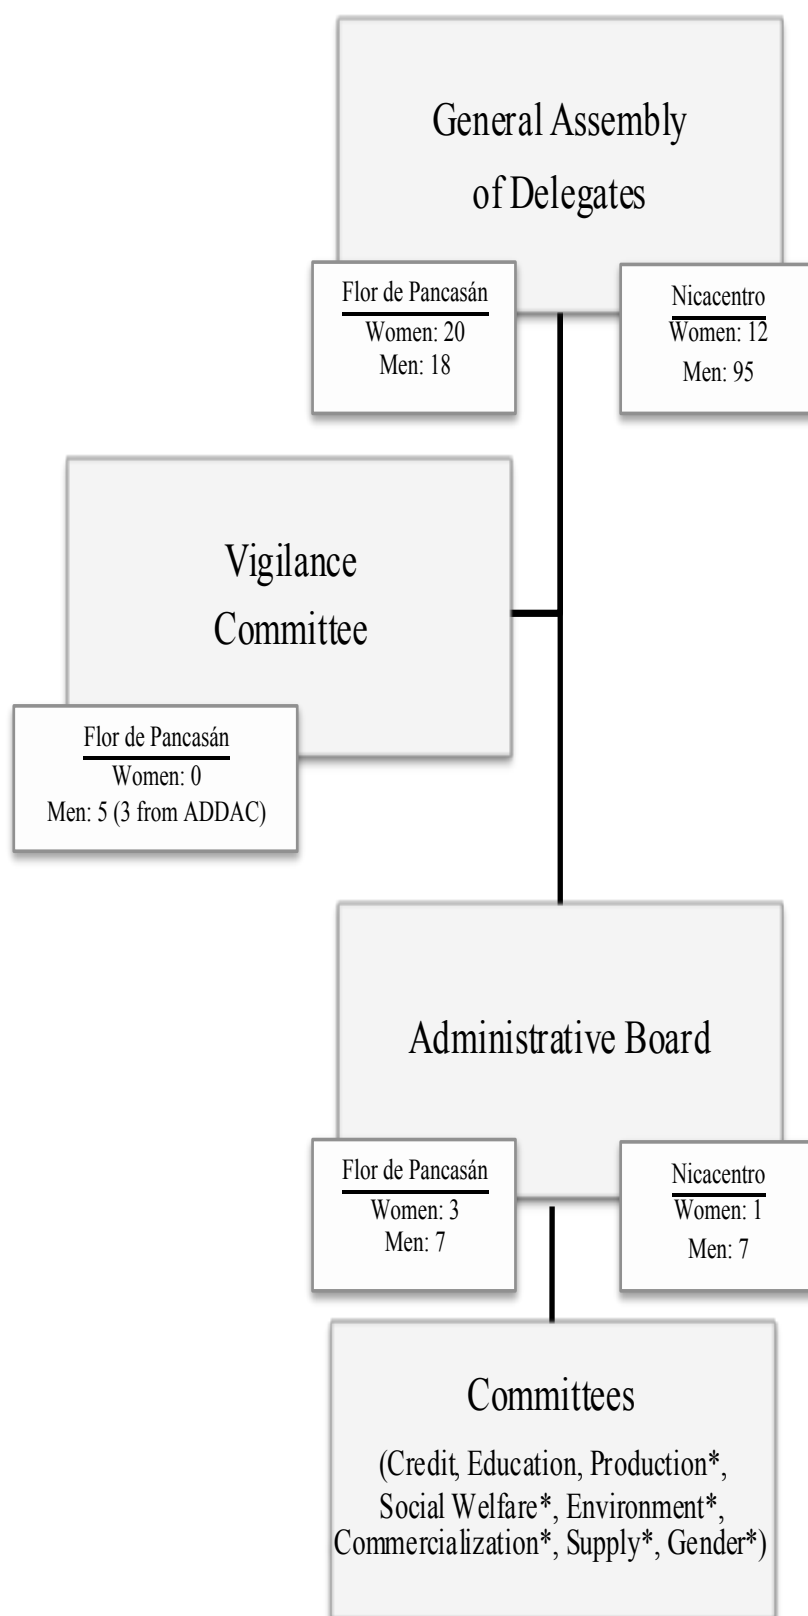 General Assembly
of Delegates
Flor de Pancasán
Women: 20
Men: 18
Nicacentro
Women: 12
Men: 95
Vigilance
Committee
Flor de Pancasán
Women: 0
Men: 5 (3 from ADDAC)
Administrative Board
Flor de Pancasán
Women: 3
Men: 7
Nicacentro
Women: 1
Men: 7
Committees
(Credit, Education, Production*,
Social Welfare*, Environment*,
Commercialization*, Supply*, Gender*)